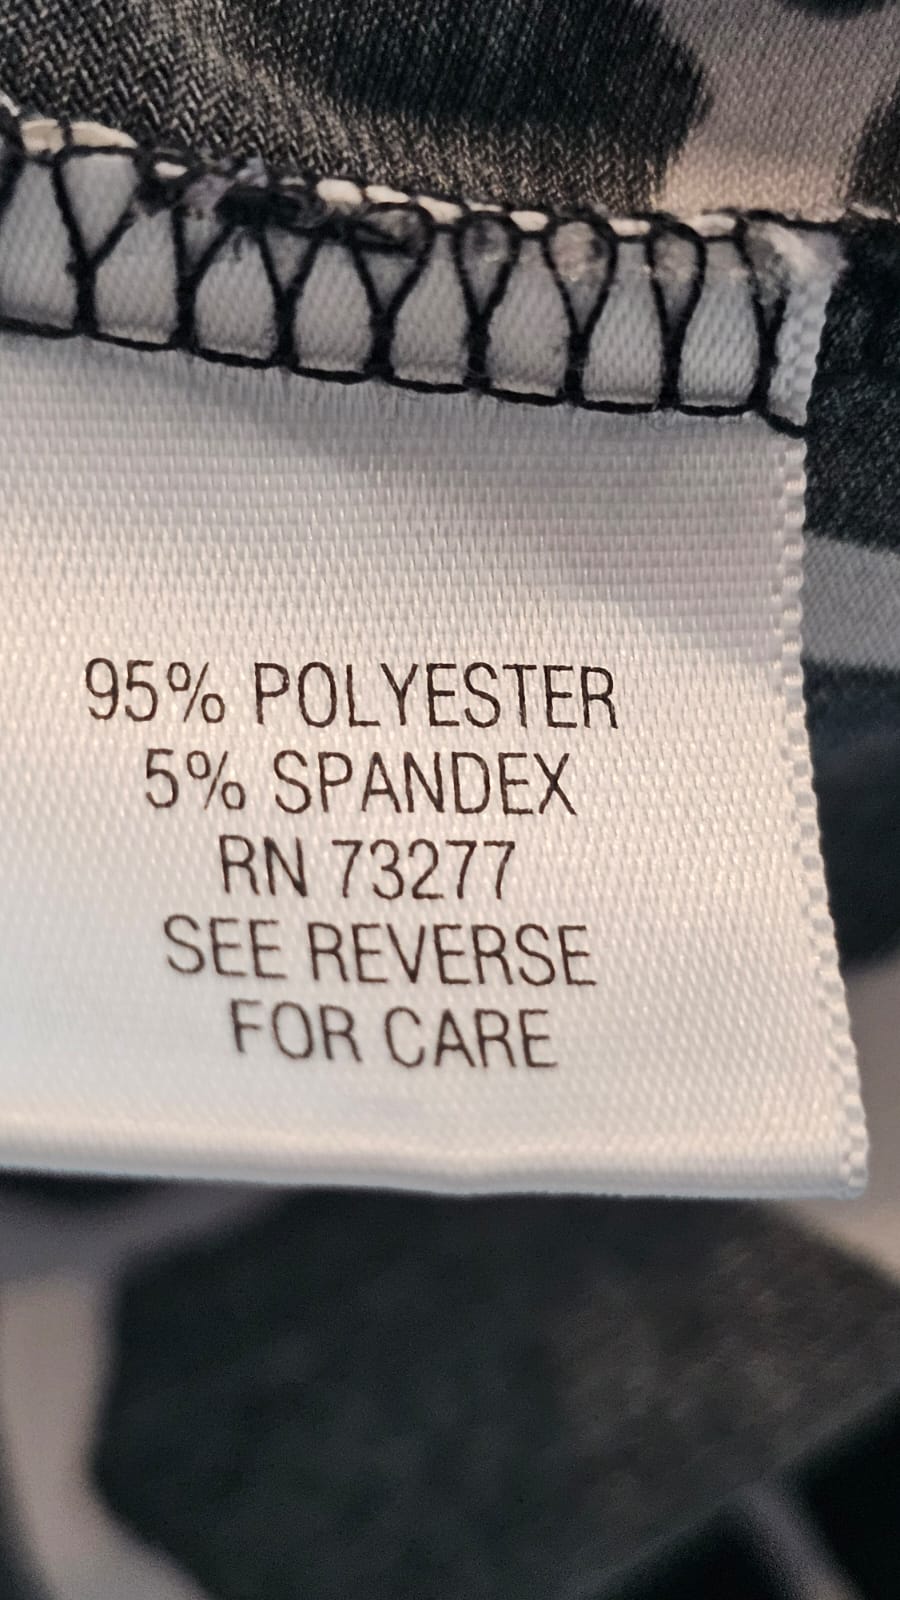 95% POLYESTER
5% SPANDEX
RN 73277
SEE REVERSE
FOR CARE